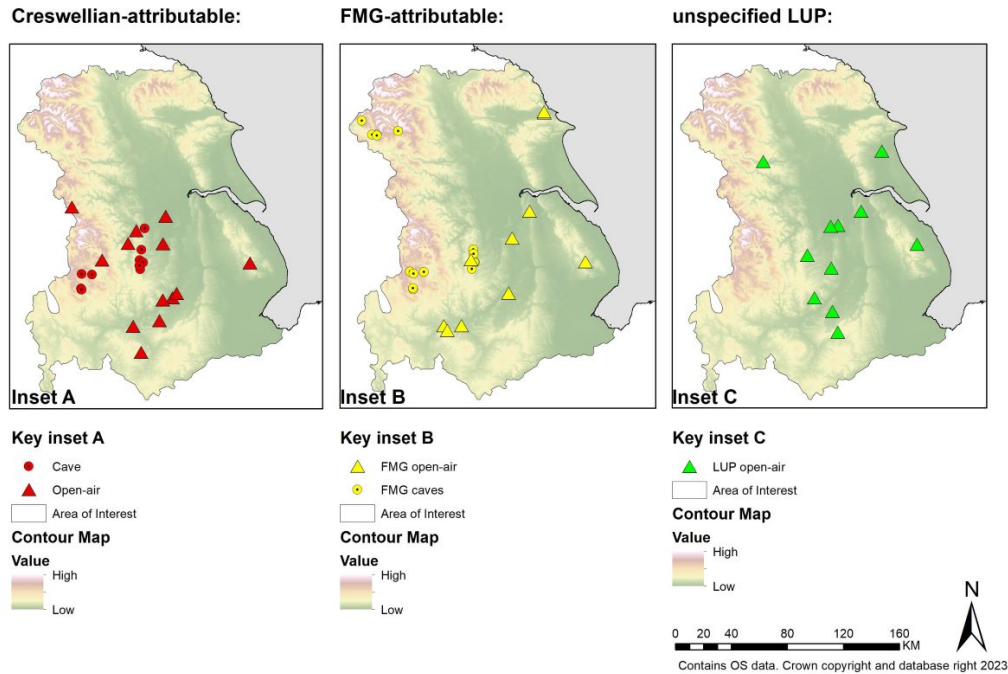 Creswellian-attributable:
FMG-attributable:
unspecified LUP:
Inset A
Inset B
Inset C
Key inset A
Cave
Open-air
Area of Interest
Contour Map
Value
High
Low
Key inset B
FMG open-air
FMG caves
Area of Interest
Contour Map
Value
High
Low
Key inset C
LUP open-air
Area of Interest
Contour Map
Value
High
Low
N
0 20 40 80 120 160
KM
Contains OS data. Crown copyright and database right 2023